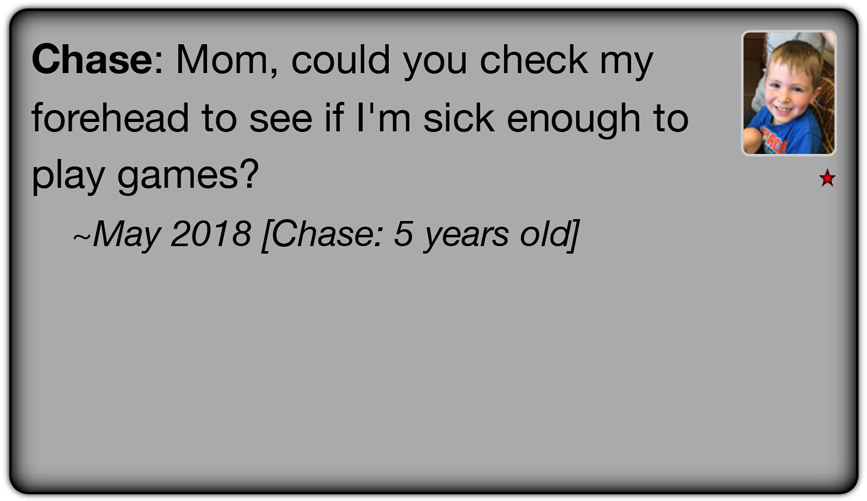 Chase: Mom, could you check my
forehead to see if I'm sick enough to
play games?
~May 2018 [Chase: 5 years old]